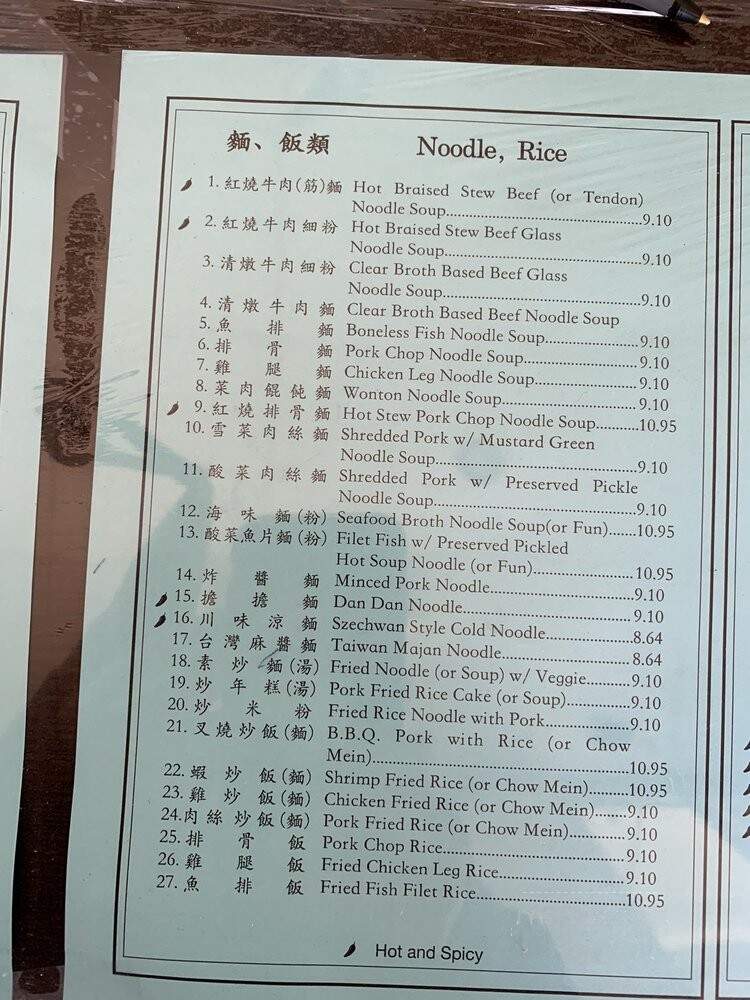 麵、飯類 Noodle, Rice
1. 紅燒牛肉(筋)麵 Hot Braised Stew Beef (or Tendon)
Noodle Soup...9.10
2. 紅燒牛肉細粉 Hot Braised Stew Beef Glass
Noodle Soup...9.10
3. 清燉牛肉細粉 Clear Broth Based Beef Glass
Noodle Soup...9.10
4. 清燉牛肉麵 Clear Broth Based Beef Noodle Soup
5. 魚排麵 Boneless Fish Noodle Soup...9.10
6. 排骨麵 Pork Chop Noodle Soup...9.10
7. 雞腿麵 Chicken Leg Noodle Soup...9.10
8. 菜肉餛飩麵 Wonton Noodle Soup...9.10
9. 紅燒排骨麵 Hot Stew Pork Chop Noodle Soup...10.95
10. 雪菜肉絲麵 Shredded Pork w/ Mustard Green
Noodle Soup...9.10
11. 酸菜肉絲麵 Shredded Pork w/ Preserved Pickle
Noodle Soup...9.10
12. 海味麵(粉) Seafood Broth Noodle Soup(or Fun)...10.95
13. 酸菜魚片麵(粉) Filet Fish w/ Preserved Pickled
Hot Soup Noodle (or Fun)...10.95
14. 炸醬麵 Minced Pork Noodle...9.10
15. 擔擔麵 Dan Dan Noodle...9.10
16. 川味涼麵 Szechwan Style Cold Noodle...8.64
17. 台灣麻醬麵 Taiwan Majan Noodle...8.64
18. 素炒麵(湯) Fried Noodle (or Soup) w/ Veggie...9.10
19. 炒年糕(湯) Pork Fried Rice Cake (or Soup)...9.10
20. 炒米粉 Fried Rice Noodle with Pork...9.10
21. 叉燒炒飯(麵) B.B.Q. Pork with Rice (or Chow
Mein)...10.95
22. 蝦炒飯(麵) Shrimp Fried Rice (or Chow Mein)...10.95
23. 雞炒飯(麵) Chicken Fried Rice (or Chow Mein)...9.10
24. 肉絲炒飯(麵) Pork Fried Rice (or Chow Mein)...9.10
25. 排骨飯 Pork Chop Rice...9.10
26. 雞腿飯 Fried Chicken Leg Rice...9.10
27. 魚排飯 Fried Fish Filet Rice...10.95
Hot and Spicy